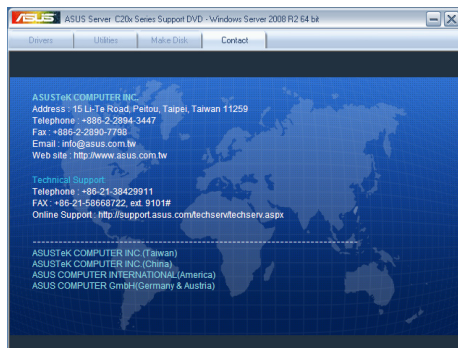 ASUS ASUS Server C20x Series Support DVD - Windows Server 2008 R2 64 bit
Drivers Utilities Make Disk Contact
ASUSTeK COMPUTER INC.
Address : 15 Li-Te Road, Peitou, Taipei, Taiwan 11259
Telephone : +886-2-2894-3447
Fax : +886-2-2890-7798
Email : info@asus.com.tw
Web site : http://www.asus.com.tw
Technical Support
Telephone : +86-21-38429911
FAX : +86-21-58668722, ext. 9101#
Online Support : http://support.asus.com/techserv/techserv.aspx
--------------------------------------------------------------------------------
ASUSTeK COMPUTER INC.(Taiwan)
ASUSTeK COMPUTER INC.(China)
ASUS COMPUTER INTERNATIONAL(America)
ASUS COMPUTER GmbH(Germany & Austria)